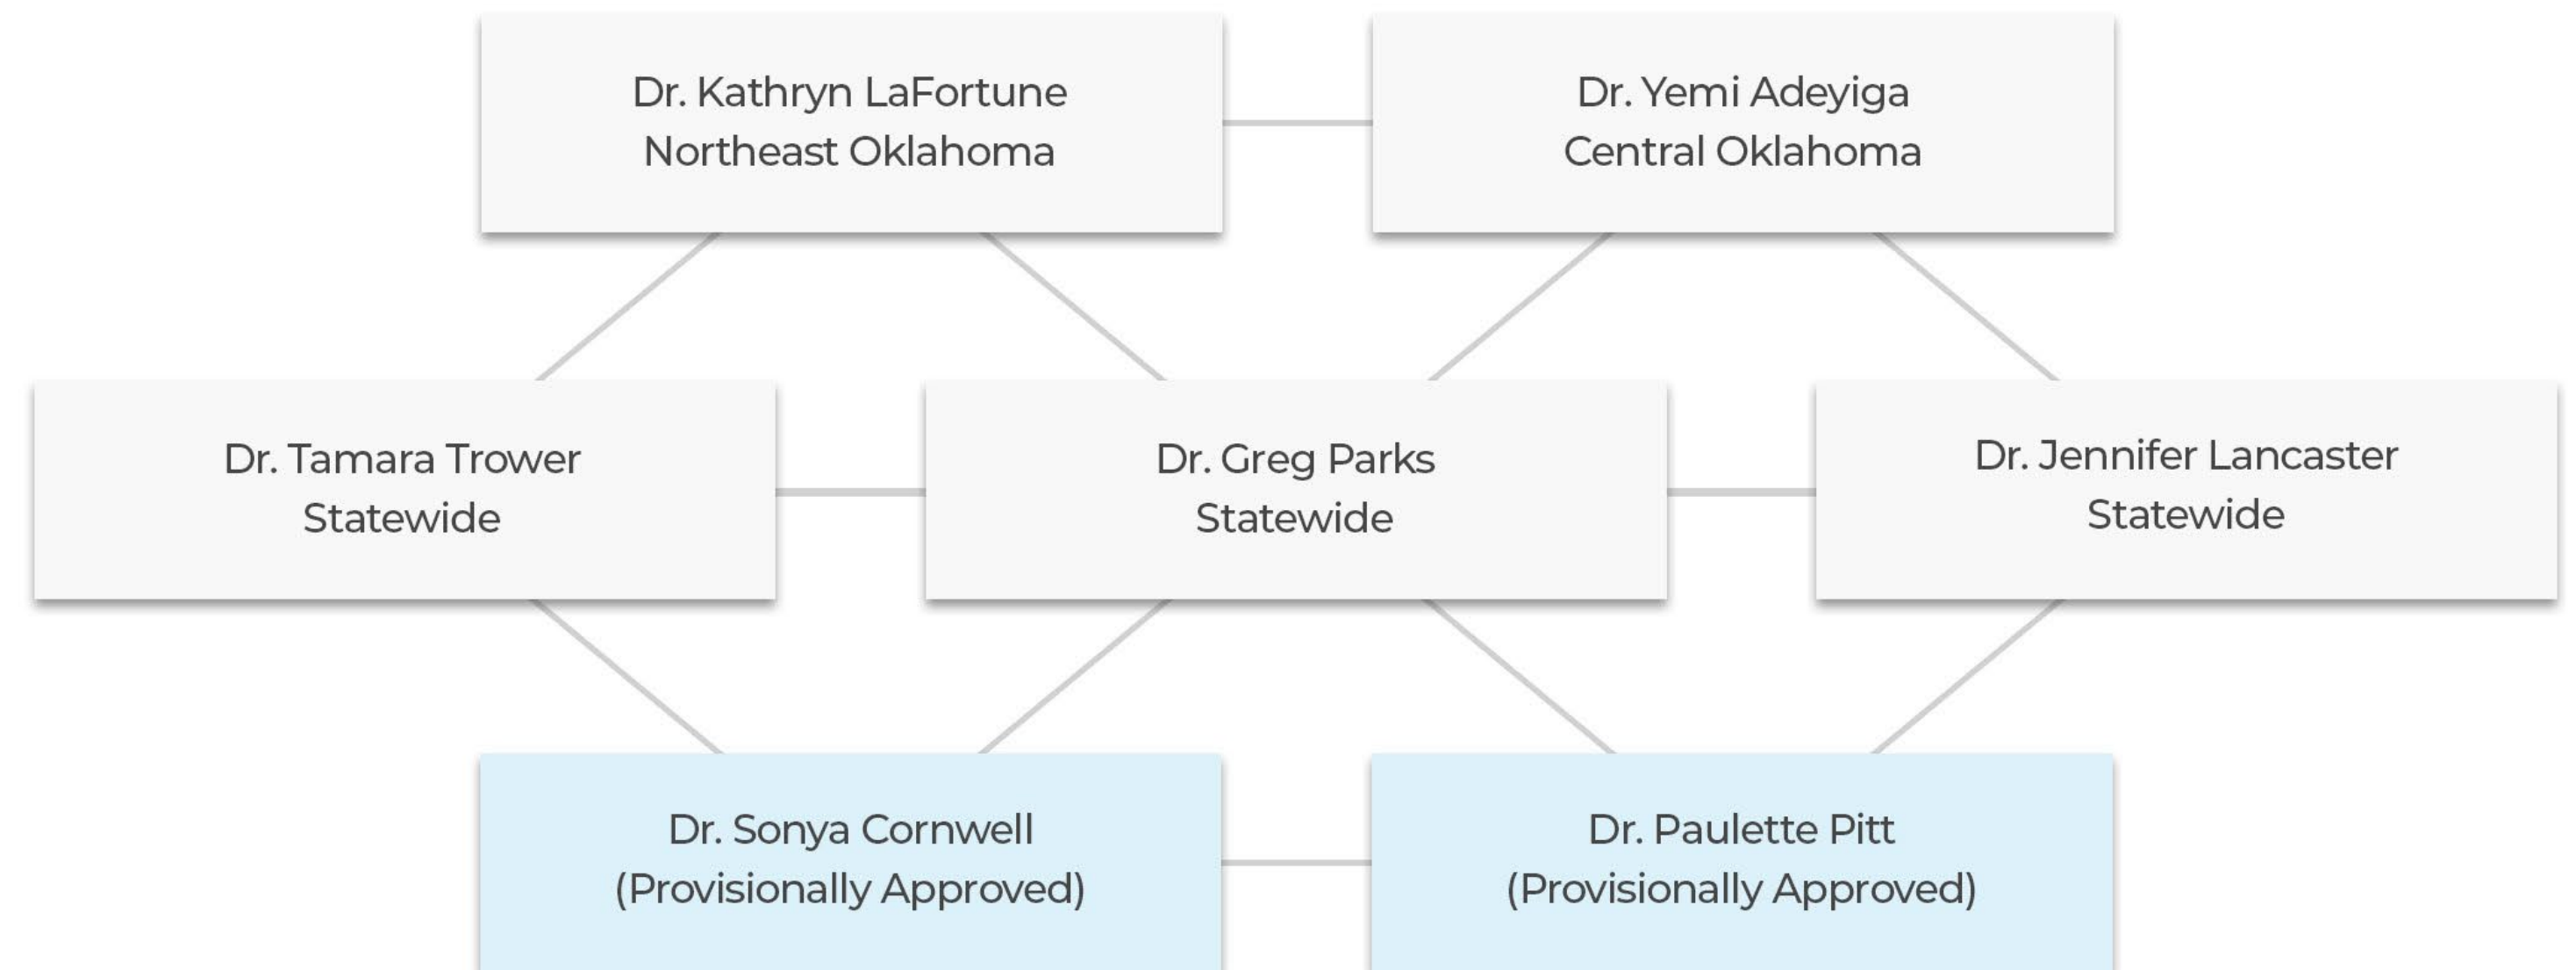 Dr. Kathryn LaFortune
Northeast Oklahoma
Dr. Yemi Adeyiga
Central Oklahoma
Dr. Tamara Trower
Statewide
Dr. Greg Parks
Statewide
Dr. Jennifer Lancaster
Statewide
Dr. Sonya Cornwell
(Provisionally Approved)
Dr. Paulette Pitt
(Provisionally Approved)